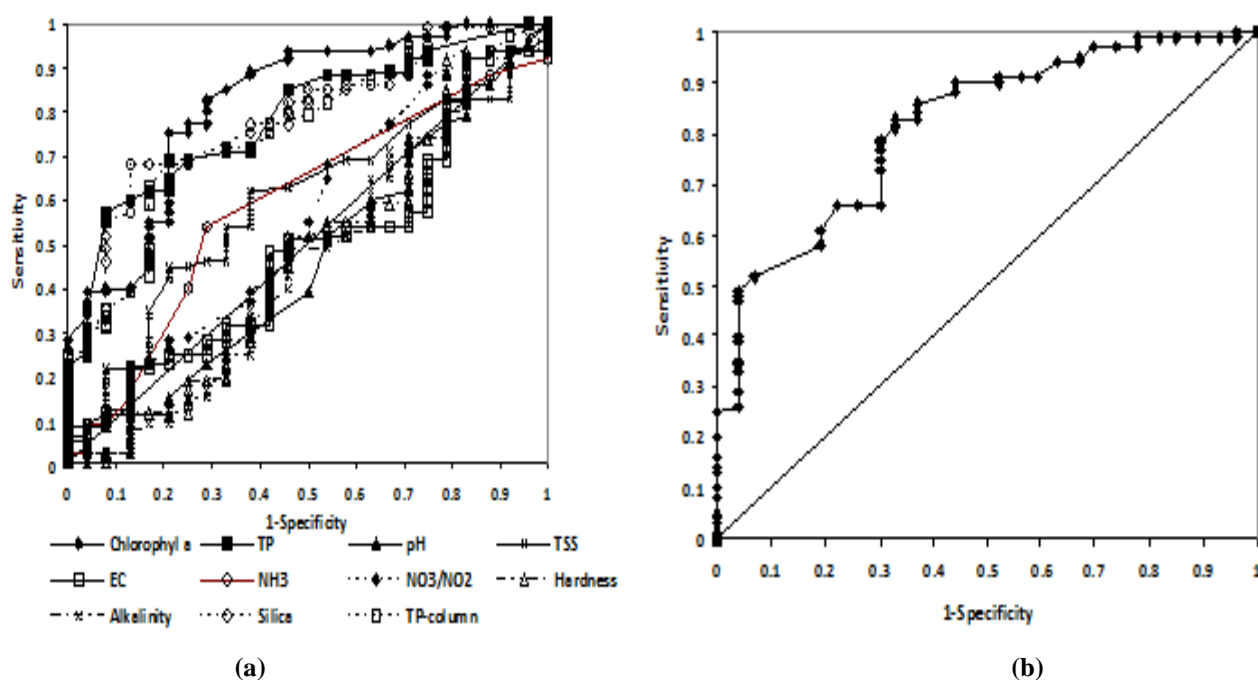 1
0.9
0.8
0.7
0.6
0.5
0.4
0.3
0.2
0.1
0
Sensitivity
0 0.1 0.2 0.3 0.4 0.5 0.6 0.7 0.8 0.9 1
1-Specificity
Chlorophyl a TP pH TSS
EC NH3 NO3/NO2 Hardness
Alkalinity Silica TP-column
(a)
1
0.9
0.8
0.7
0.6
0.5
0.4
0.3
0.2
0.1
0
Sensitivity
0 0.1 0.2 0.3 0.4 0.5 0.6 0.7 0.8 0.9 1
1-Specificity
(b)